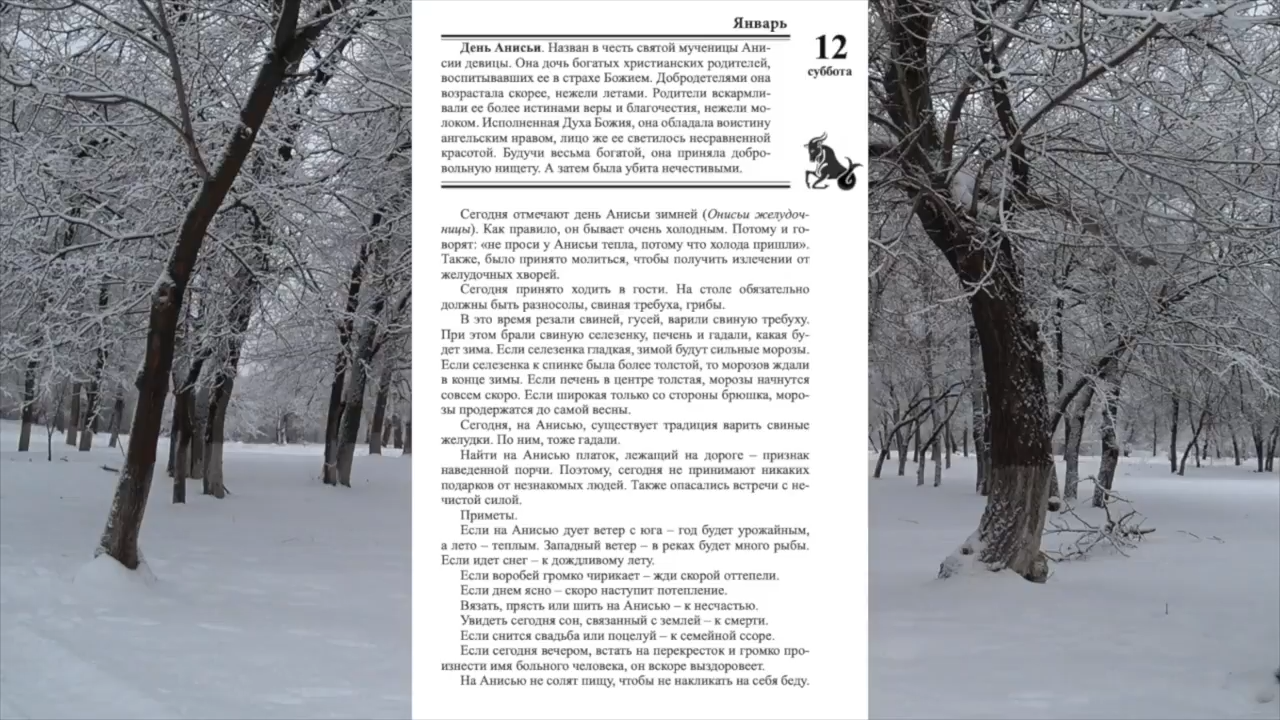 Январь
12
суббота
День Анисьи. Назван в честь святой мученицы Ани-
сии девицы. Она дочь богатых христианских родителей,
воспитывавших ее в страхе Божием. Добродетелями она
возрастала скорее, нежели летами. Родители вскармли-
вали ее более истинами веры и благочестия, нежели мо-
локом. Исполненная Духа Божия, она обладала воистину
ангельским нравом, лицо же ее светилось несравненной
красотой. Будучи весьма богатой, она приняла добро-
вольную нищету. А затем была убита нечестивыми.
Сегодня отмечают день Анисьи зимней (Онисьи желудоч-
ницы). Как правило, он бывает очень холодным. Потому и го-
ворят: «не проси у Анисьи тепла, потому что холода пришли».
Также, было принято молиться, чтобы получить излечении от
желудочных хворей.
Сегодня принято ходить в гости. На столе обязательно
должны быть разносолы, свиная требуха, грибы.
В это время резали свиней, гусей, варили свиную требуху.
При этом брали свиную селезенку, печень и гадали, какая бу-
дет зима. Если селезенка гладкая, зимой будут сильные морозы.
Если селезенка к спинке была более толстой, то морозов ждали
в конце зимы. Если печень в центре толстая, морозы начнутся
совсем скоро. Если широкая только со стороны брюшка, моро-
зы продержатся до самой весны.
Сегодня, на Анисью, существует традиция варить свиные
желудки. По ним, тоже гадали.
Найти на Анисью платок, лежащий на дороге – признак
наведенной порчи. Поэтому, сегодня не принимают никаких
подарков от незнакомых людей. Также опасались встречи с не-
чистой силой.
Приметы.
Если на Анисью дует ветер с юга – год будет урожайным,
а лето – теплым. Западный ветер – в реках будет много рыбы.
Если идет снег – к дождливому лету.
Если воробей громко чирикает – жди скорой оттепели.
Если днем ясно – скоро наступит потепление.
Вязать, прясть или шить на Анисью – к несчастью.
Увидеть сегодня сон, связанный с землей – к смерти.
Если снится свадьба или поцелуй – к семейной ссоре.
Если сегодня вечером, встать на перекресток и громко про-
изнести имя больного человека, он вскоре выздоровеет.
На Анисью не солят пищу, чтобы не накликать на себя беду.